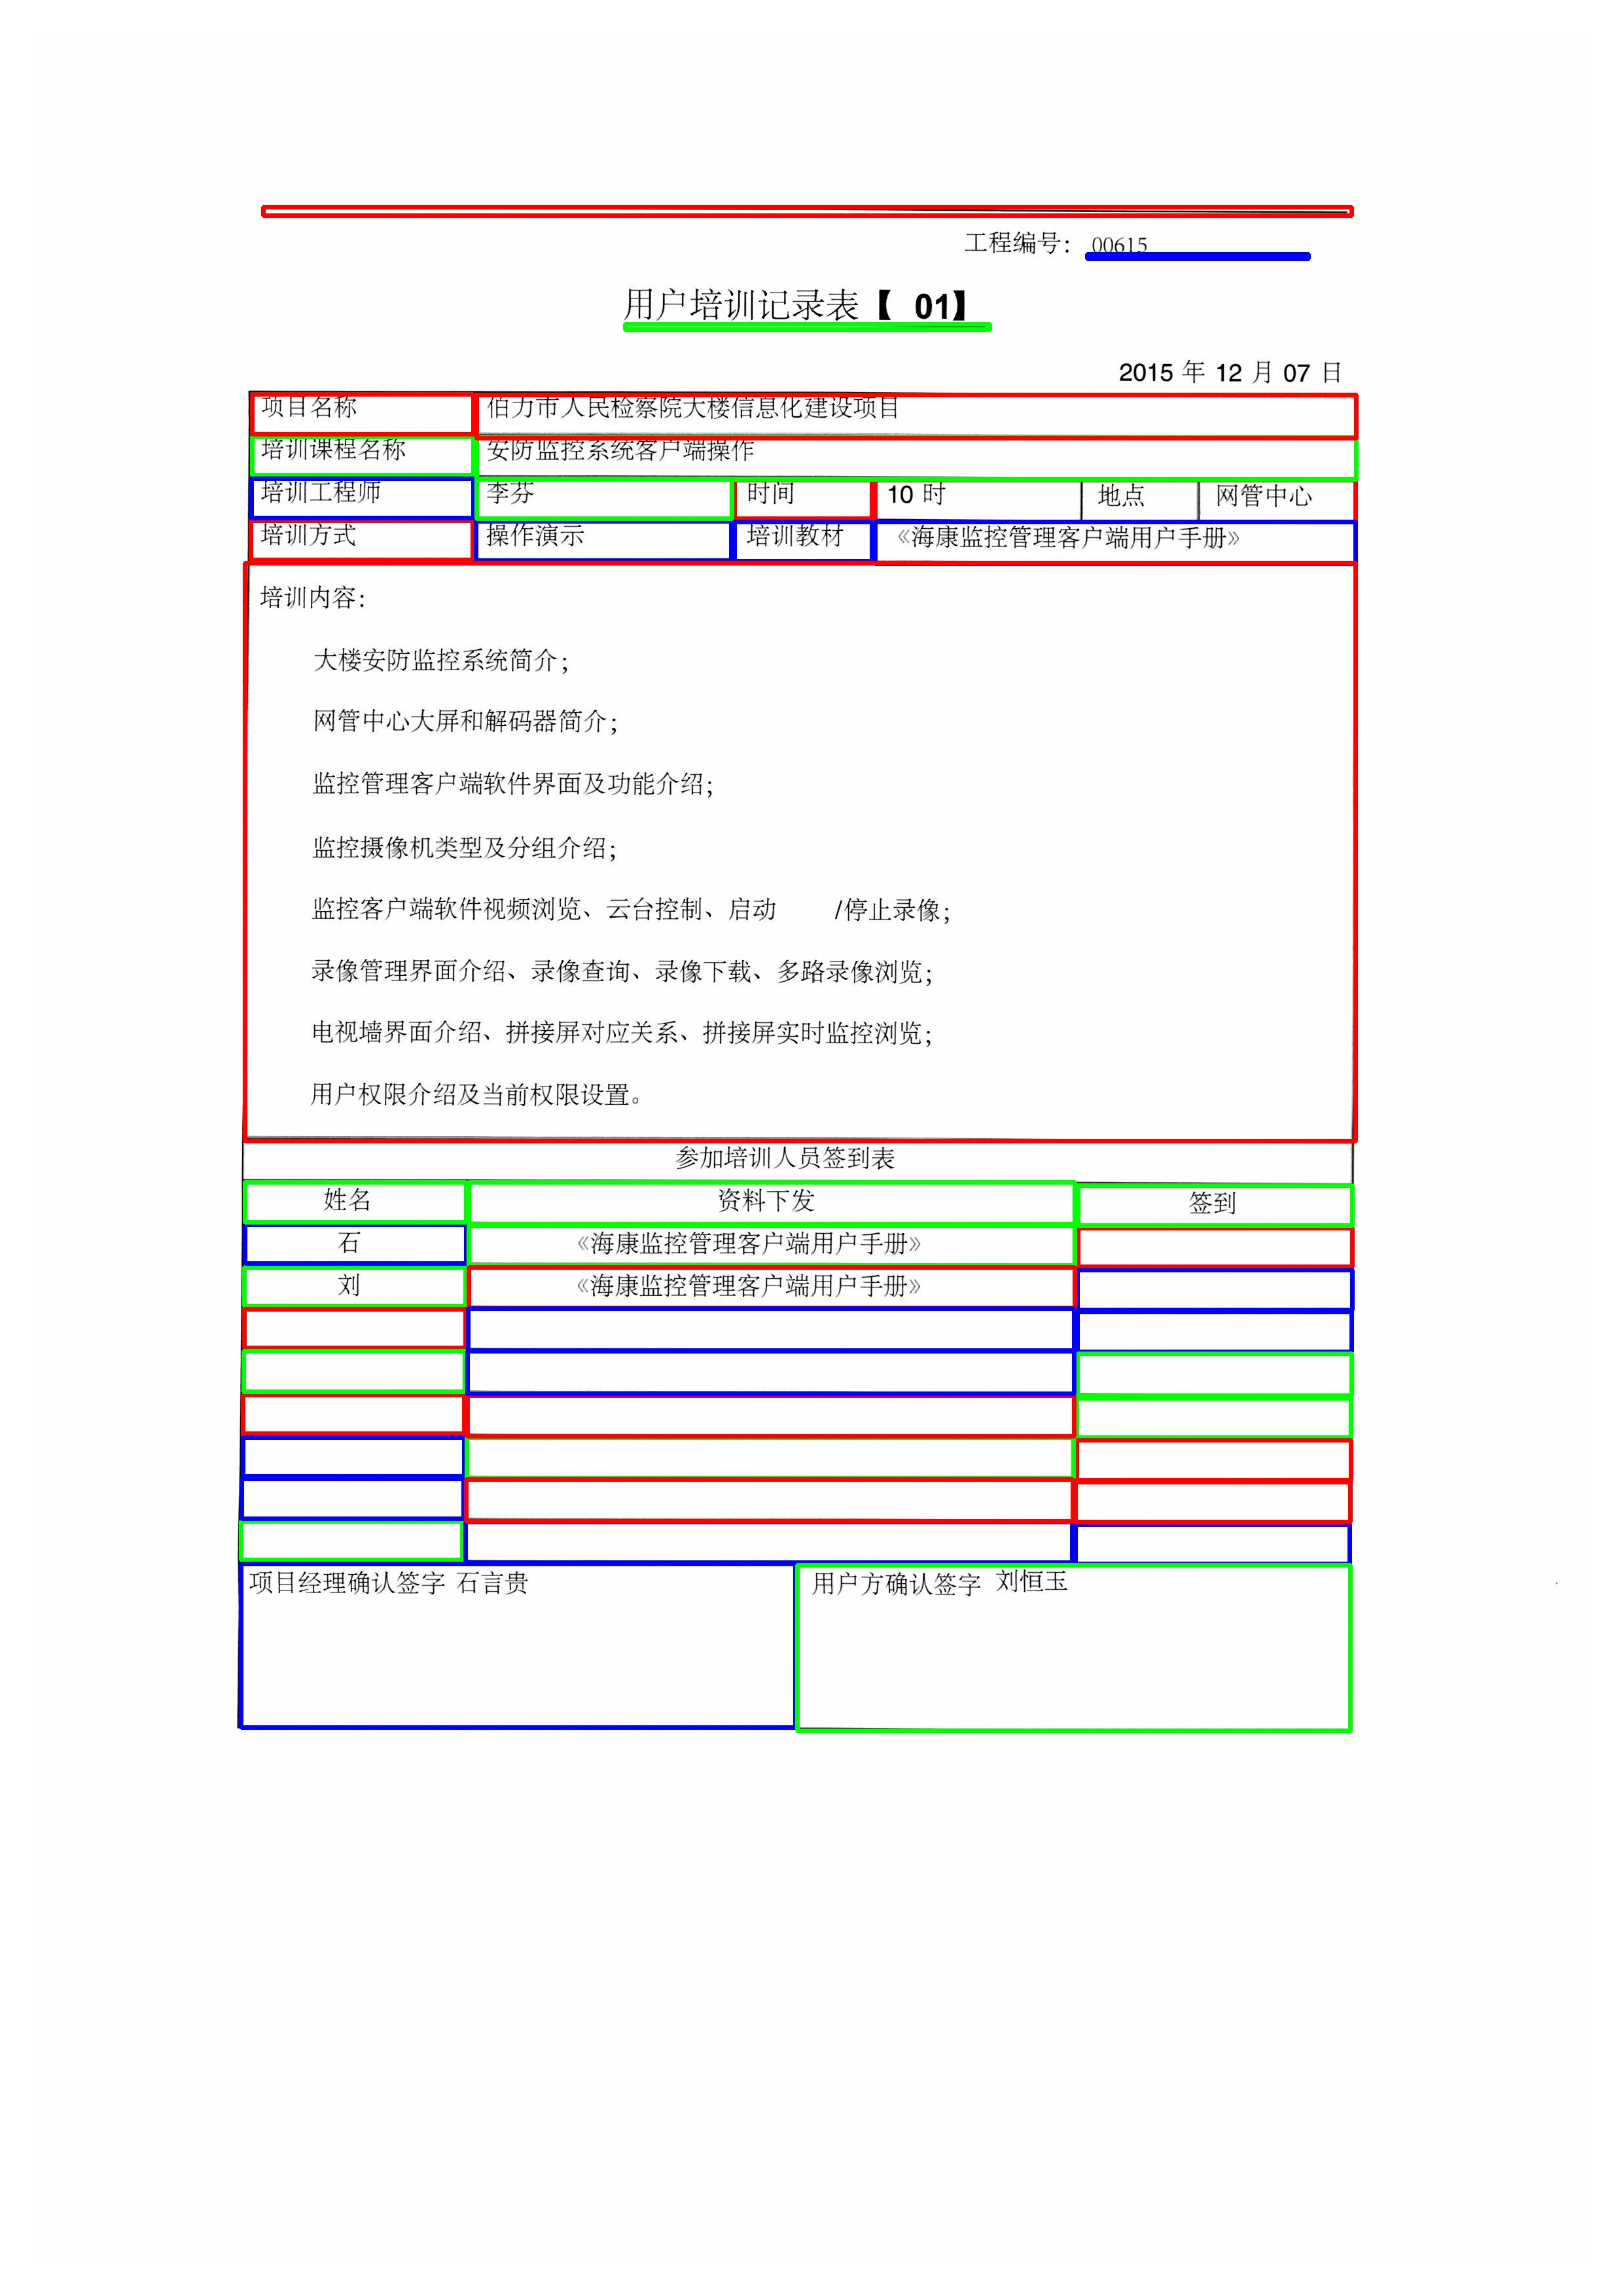 工程编号： 00615
用户培训记录表【 01】
2015 年 12 月 07 日
项目名称 伯力市人民检察院大楼信息化建设项目
培训课程名称 安防监控系统客户端操作
培训工程师 李芬 时间 10 时 地点 网管中心
培训方式 操作演示 培训教材 《海康监控管理客户端用户手册》
培训内容：
大楼安防监控系统简介；
网管中心大屏和解码器简介；
监控管理客户端软件界面及功能介绍；
监控摄像机类型及分组介绍；
监控客户端软件视频浏览、云台控制、启动 /停止录像；
录像管理界面介绍、录像查询、录像下载、多路录像浏览；
电视墙界面介绍、拼接屏对应关系、拼接屏实时监控浏览；
用户权限介绍及当前权限设置。
参加培训人员签到表
姓名 资料下发 签到
石 《海康监控管理客户端用户手册》
刘 《海康监控管理客户端用户手册》
项目经理确认签字 石言贵 用户方确认签字 刘恒玉